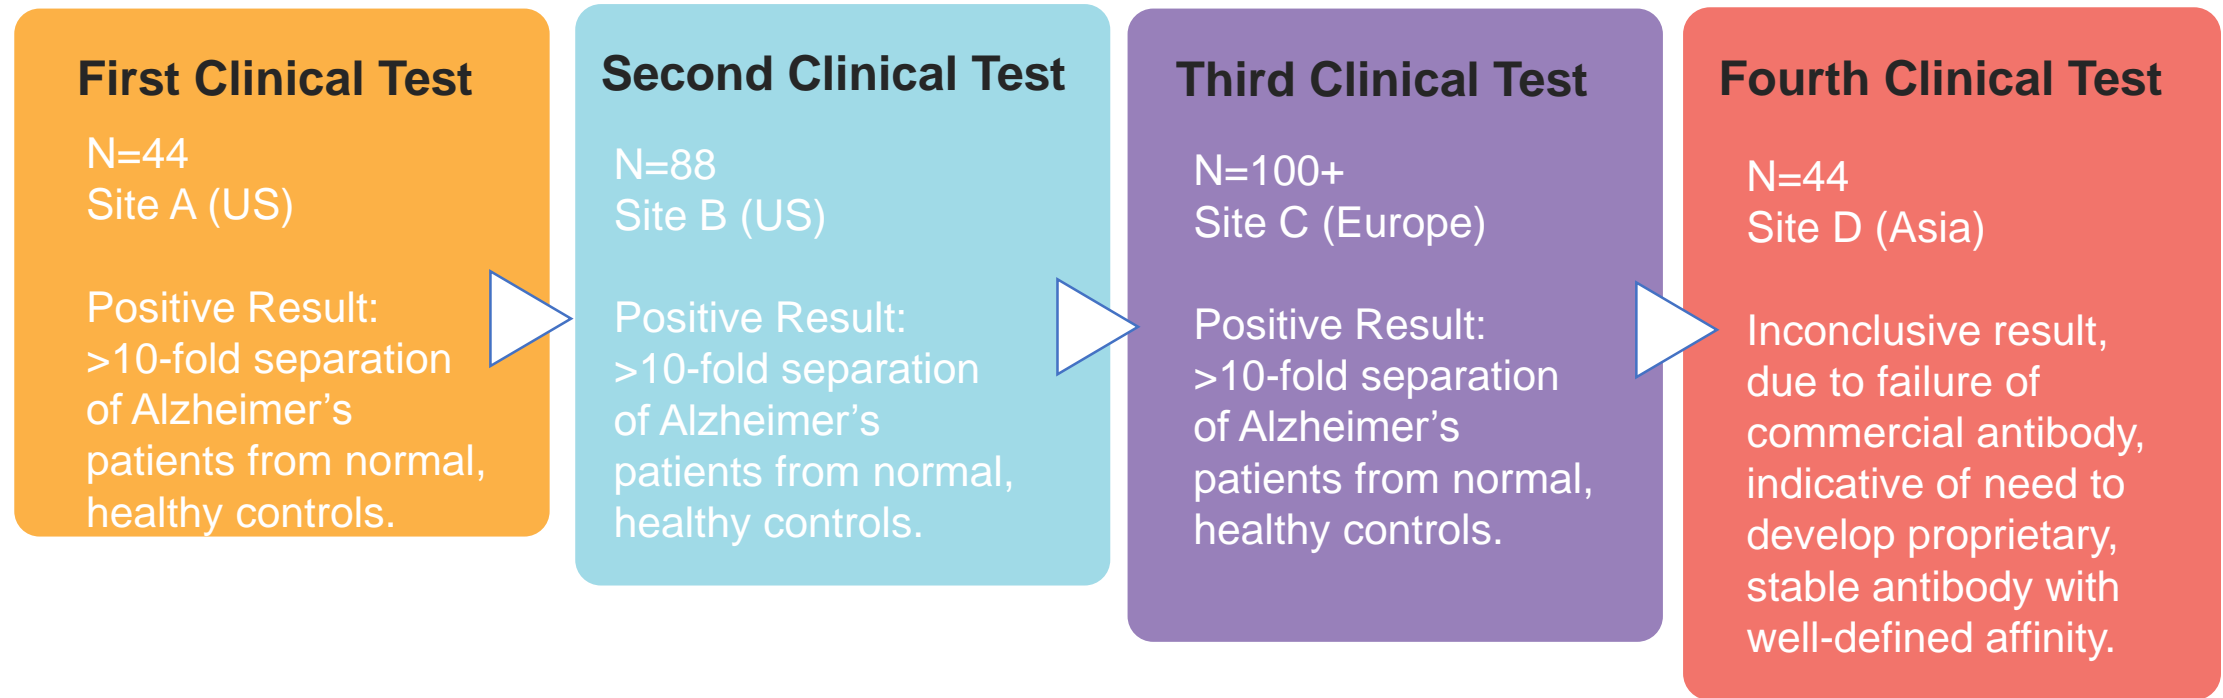 First Clinical Test
N=44
Site A (US)
Positive Result:
>10-fold separation
of Alzheimer’s
patients from normal,
healthy controls.
Second Clinical Test
N=88
Site B (US)
Positive Result:
>10-fold separation
of Alzheimer’s
patients from normal,
healthy controls.
Third Clinical Test
N=100+
Site C (Europe)
Positive Result:
>10-fold separation
of Alzheimer’s
patients from normal,
healthy controls.
Fourth Clinical Test
N=44
Site D (Asia)
Inconclusive result,
due to failure of
commercial antibody,
indicative of need to
develop proprietary,
stable antibody with
well-defined affinity.